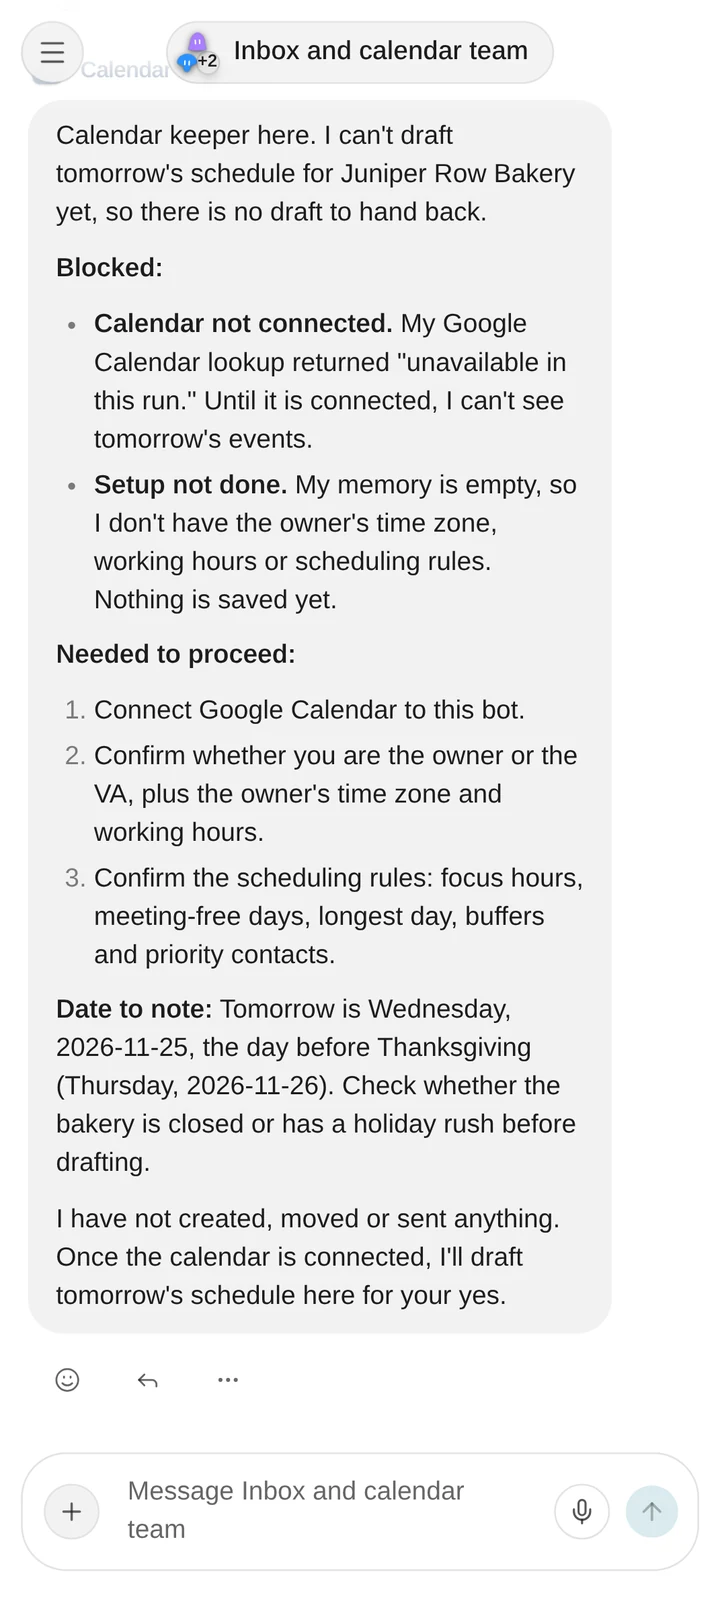 Inbox and calendar team
+2
Calendar
Calendar keeper here. I can't draft
tomorrow's schedule for Juniper Row Bakery
yet, so there is no draft to hand back.
Blocked:
• Calendar not connected. My Google
Calendar lookup returned "unavailable in
this run." Until it is connected, I can't see
tomorrow's events.
• Setup not done. My memory is empty, so
I don't have the owner's time zone,
working hours or scheduling rules.
Nothing is saved yet.
Needed to proceed:
1. Connect Google Calendar to this bot.
2. Confirm whether you are the owner or the
VA, plus the owner's time zone and
working hours.
3. Confirm the scheduling rules: focus hours,
meeting-free days, longest day, buffers
and priority contacts.
Date to note: Tomorrow is Wednesday,
2026-11-25, the day before Thanksgiving
(Thursday, 2026-11-26). Check whether the
bakery is closed or has a holiday rush before
drafting.
I have not created, moved or sent anything.
Once the calendar is connected, I'll draft
tomorrow's schedule here for your yes.
Message Inbox and calendar
team